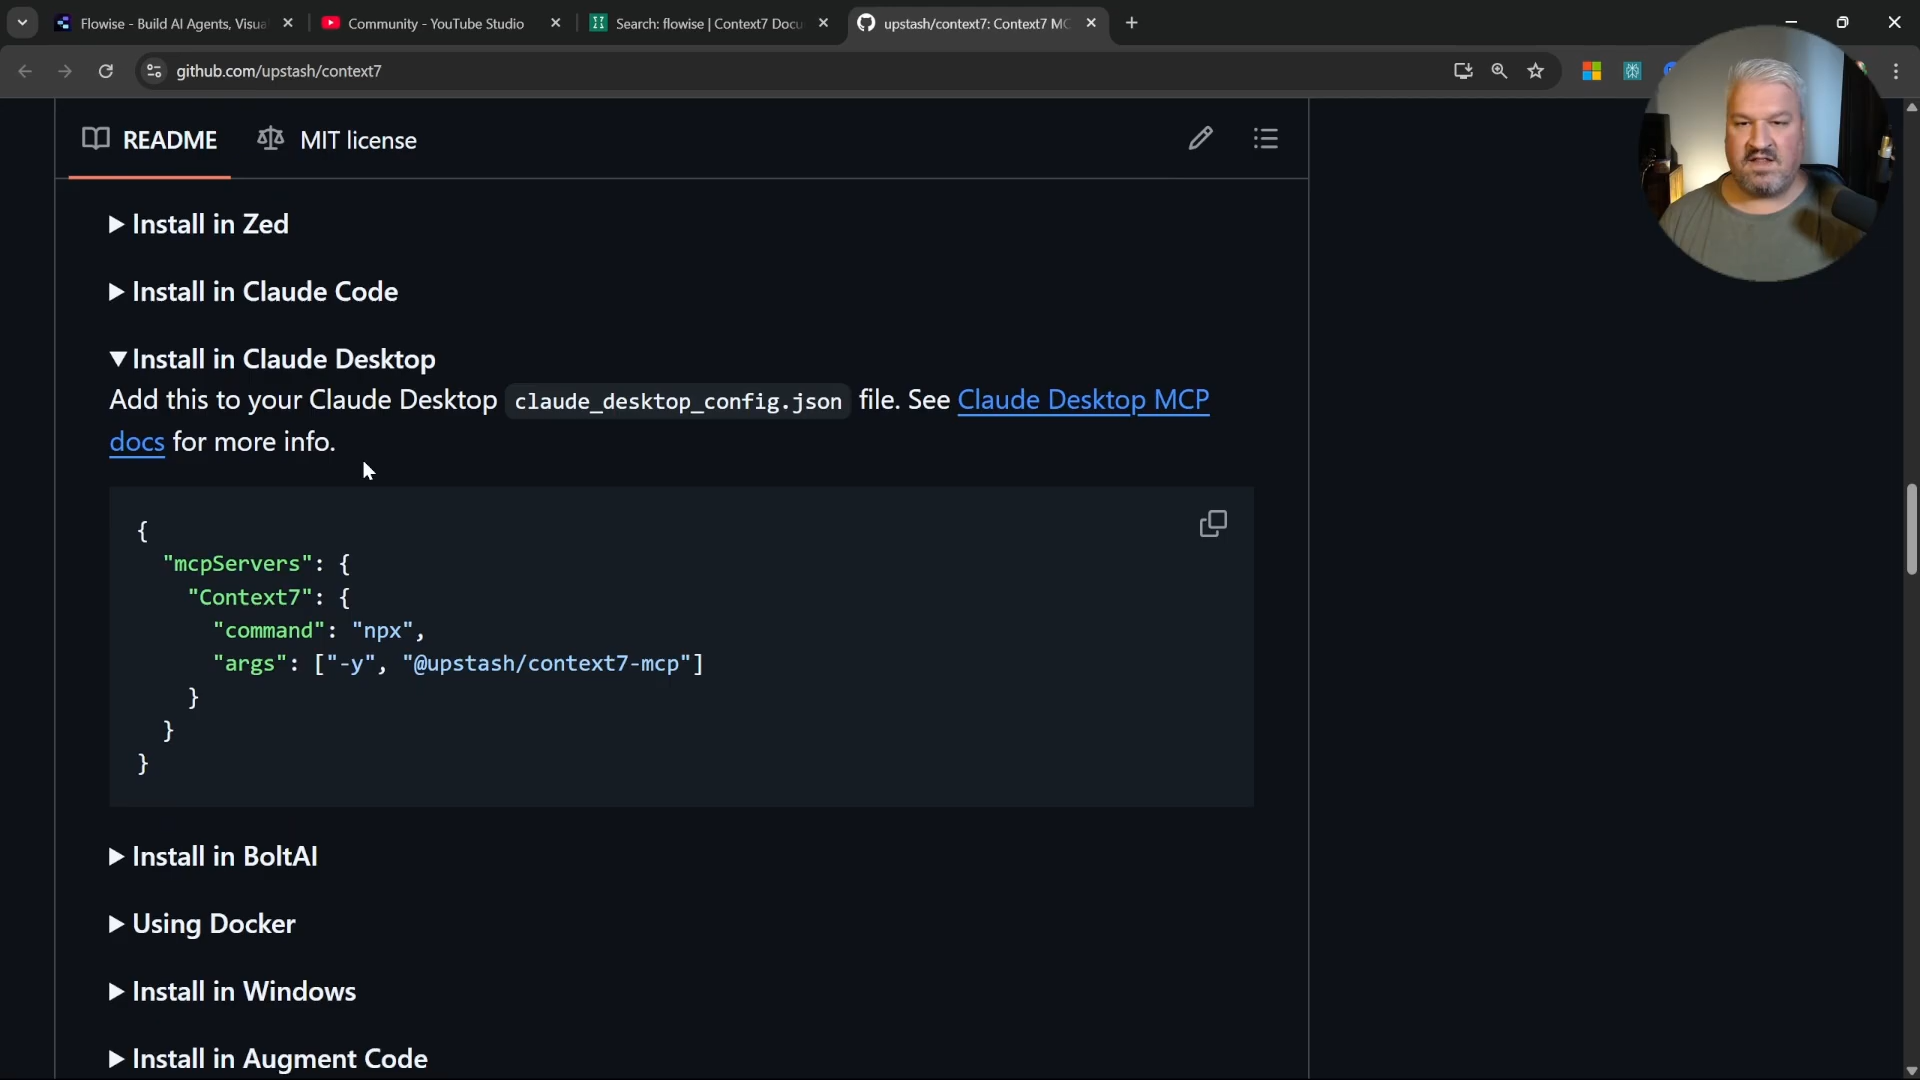 Flowise - Build AI Agents, Visua
Community - YouTube Studio
Search: flowise | Context7 Docu
upstash/context7: Context7 MC
github.com/upstash/context7
README
MIT license
Install in Zed
Install in Claude Code
Install in Claude Desktop
Add this to your Claude Desktop claude_desktop_config.json file. See Claude Desktop MCP
docs for more info.
{
"mcpServers": {
"Context7": {
"command": "npx",
"args": ["-y", "@upstash/context7-mcp"]
}
}
}
Install in BoltAI
Using Docker
Install in Windows
Install in Augment Code